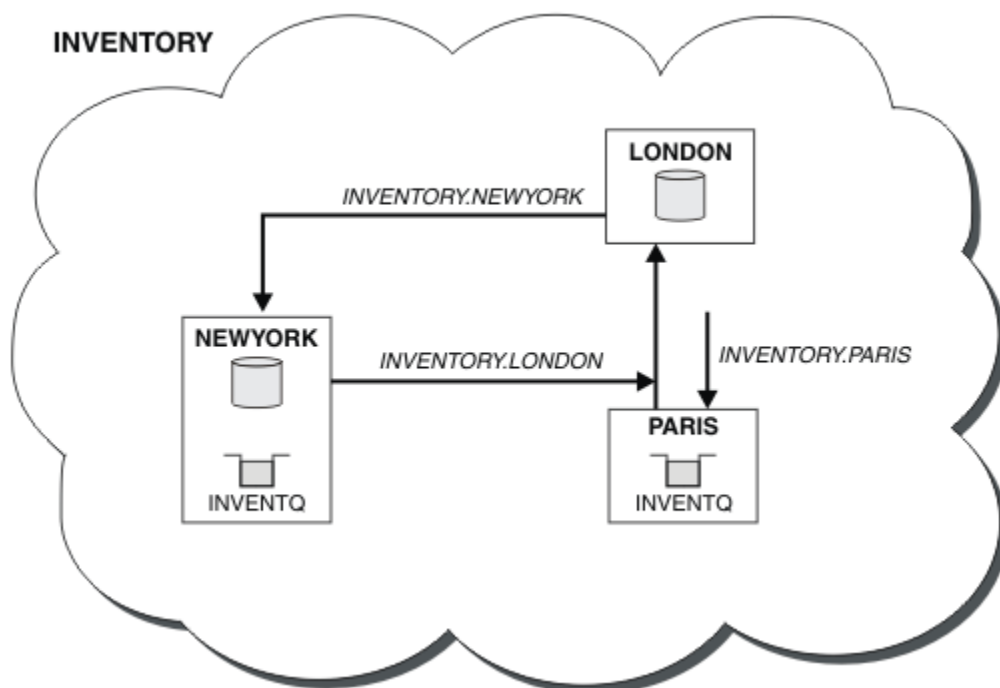 INVENTORY
LONDON
INVENTORY.NEWYORK
NEWYORK
INVENTORY.LONDON
INVENTORY.PARIS
PARIS
INVENTQ
INVENTQ